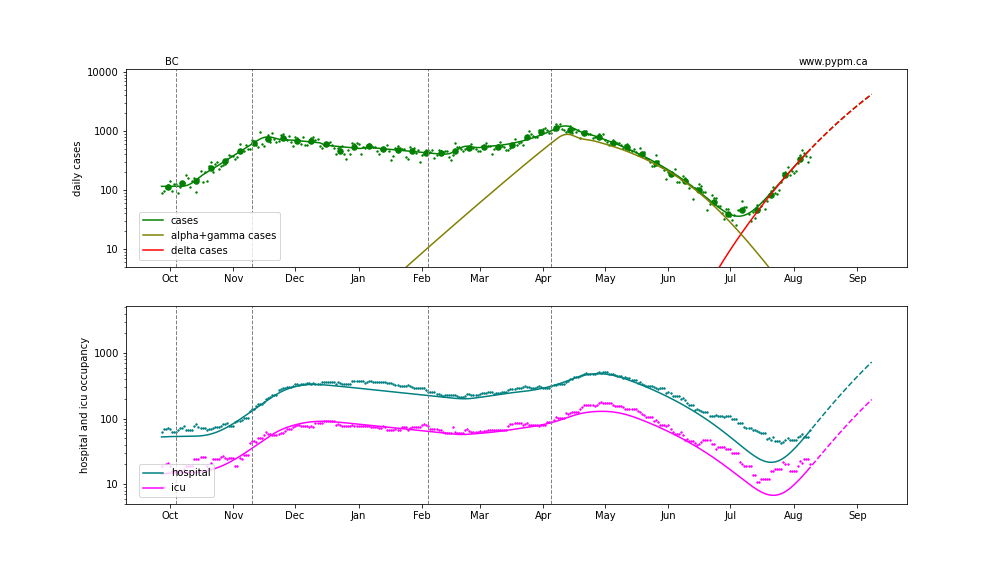 BC www.pypm.ca
10000
1000
100
10
daily cases
cases
alpha+gamma cases
delta cases
Oct Nov Dec Jan Feb Mar Apr May Jun Jul Aug Sep
1000
100
10
hospital and icu occupancy
hospital
icu
Oct Nov Dec Jan Feb Mar Apr May Jun Jul Aug Sep